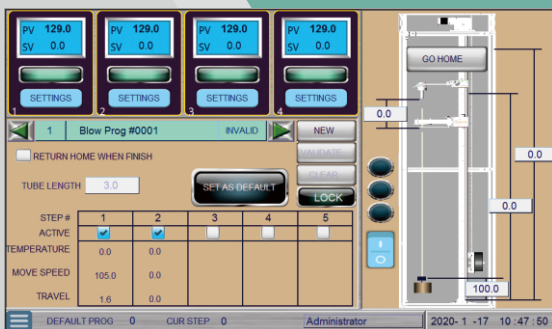 PV 129.0 PV 129.0 PV 129.0 PV 129.0
SV 0.0 SV 0.0 SV 0.0 SV 0.0
SETTINGS SETTINGS SETTINGS SETTINGS
1 2 3 4
1 Blow Prog #0001 INVALID NEW
RETURN HOME WHEN FINISH VALIDATE
CLEAR
TUBE LENGTH 3.0 SET AS DEFAULT LOCK
STEP # 1 2 3 4 5
ACTIVE
TEMPERATURE 0.0 0.0
MOVE SPEED 105.0 0.0
TRAVEL 1.6 0.0
GO HOME
0.0
0.0
0.0
100.0
DEFAULT PROG 0 CUR STEP 0 Administrator 2020- 1 -17 10 : 47 : 50